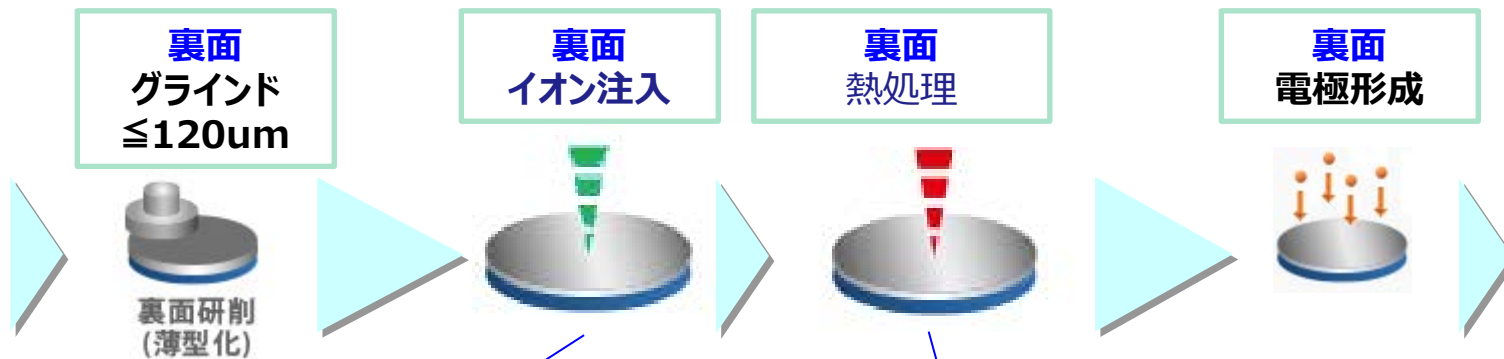 裏面
グラインド
≦120um
裏面
イオン注入
裏面
熱処理
裏面
電極形成
裏面研削
(薄型化)